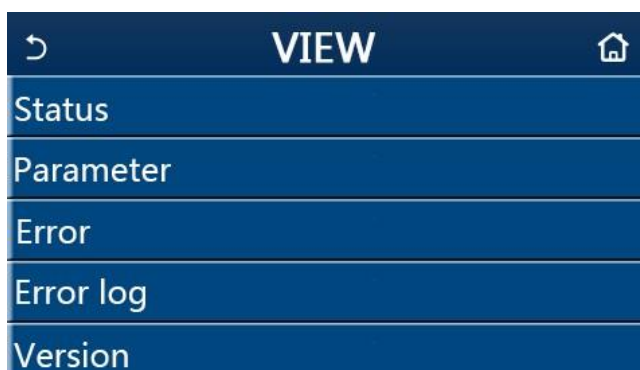 VIEW
Status
Parameter
Error
Error log
Version